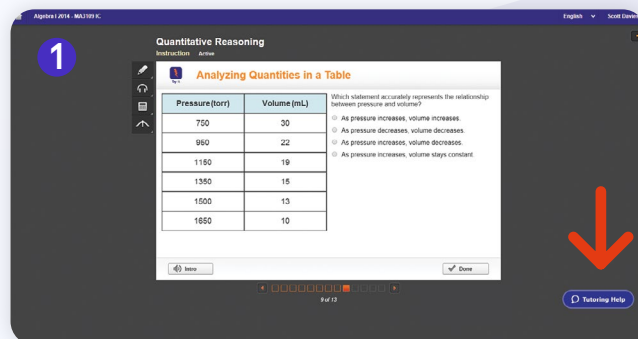 Algebra I 2014 - MA3109 IC
English
Scott Davies
1
Quantitative Reasoning
Instruction Active
Analyzing Quantities in a Table
Pressure(torr) Volume (mL)
750 30
950 22
1150 19
1350 15
1500 13
1650 10
Which statement accurately represents the relationship
between pressure and volume?
As pressure increases, volume increases.
As pressure decreases, volume decreases.
As pressure increases, volume decreases.
As pressure increases, volume stays constant.
Intro
Done
9 of 13
Tutoring Help